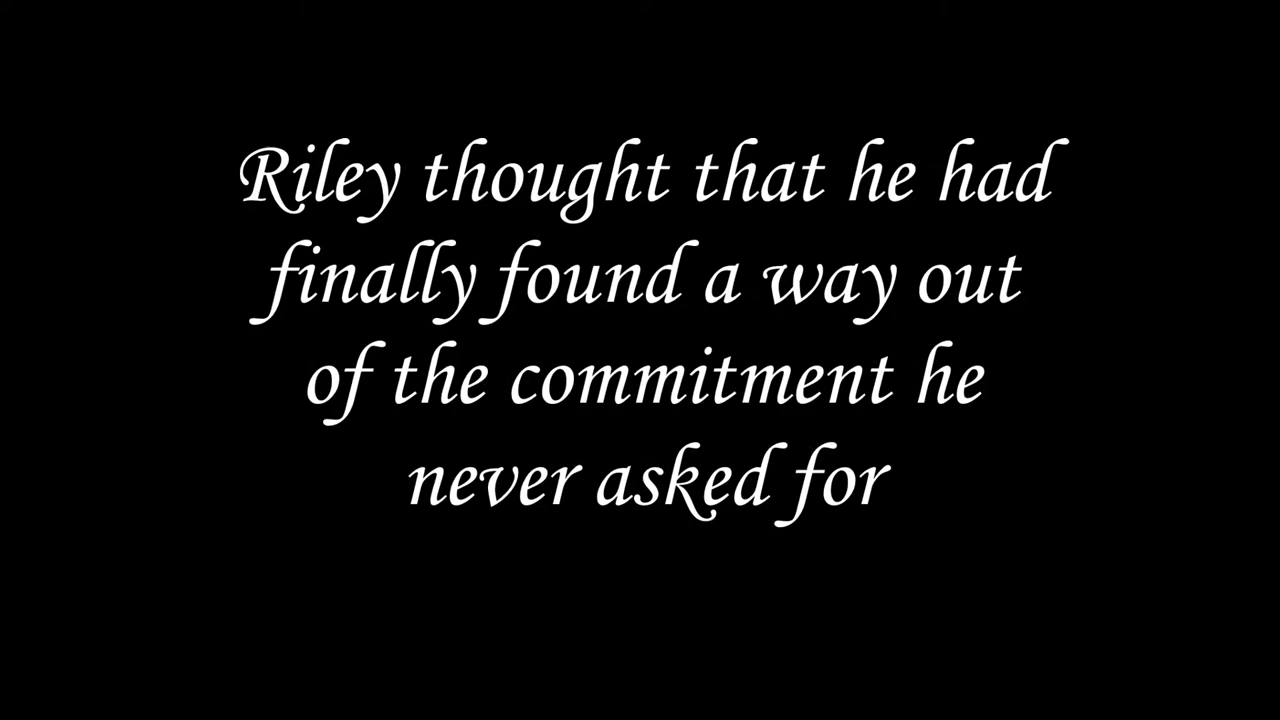 Riley thought that he had
finally found a way out
of the commitment he
never asked for